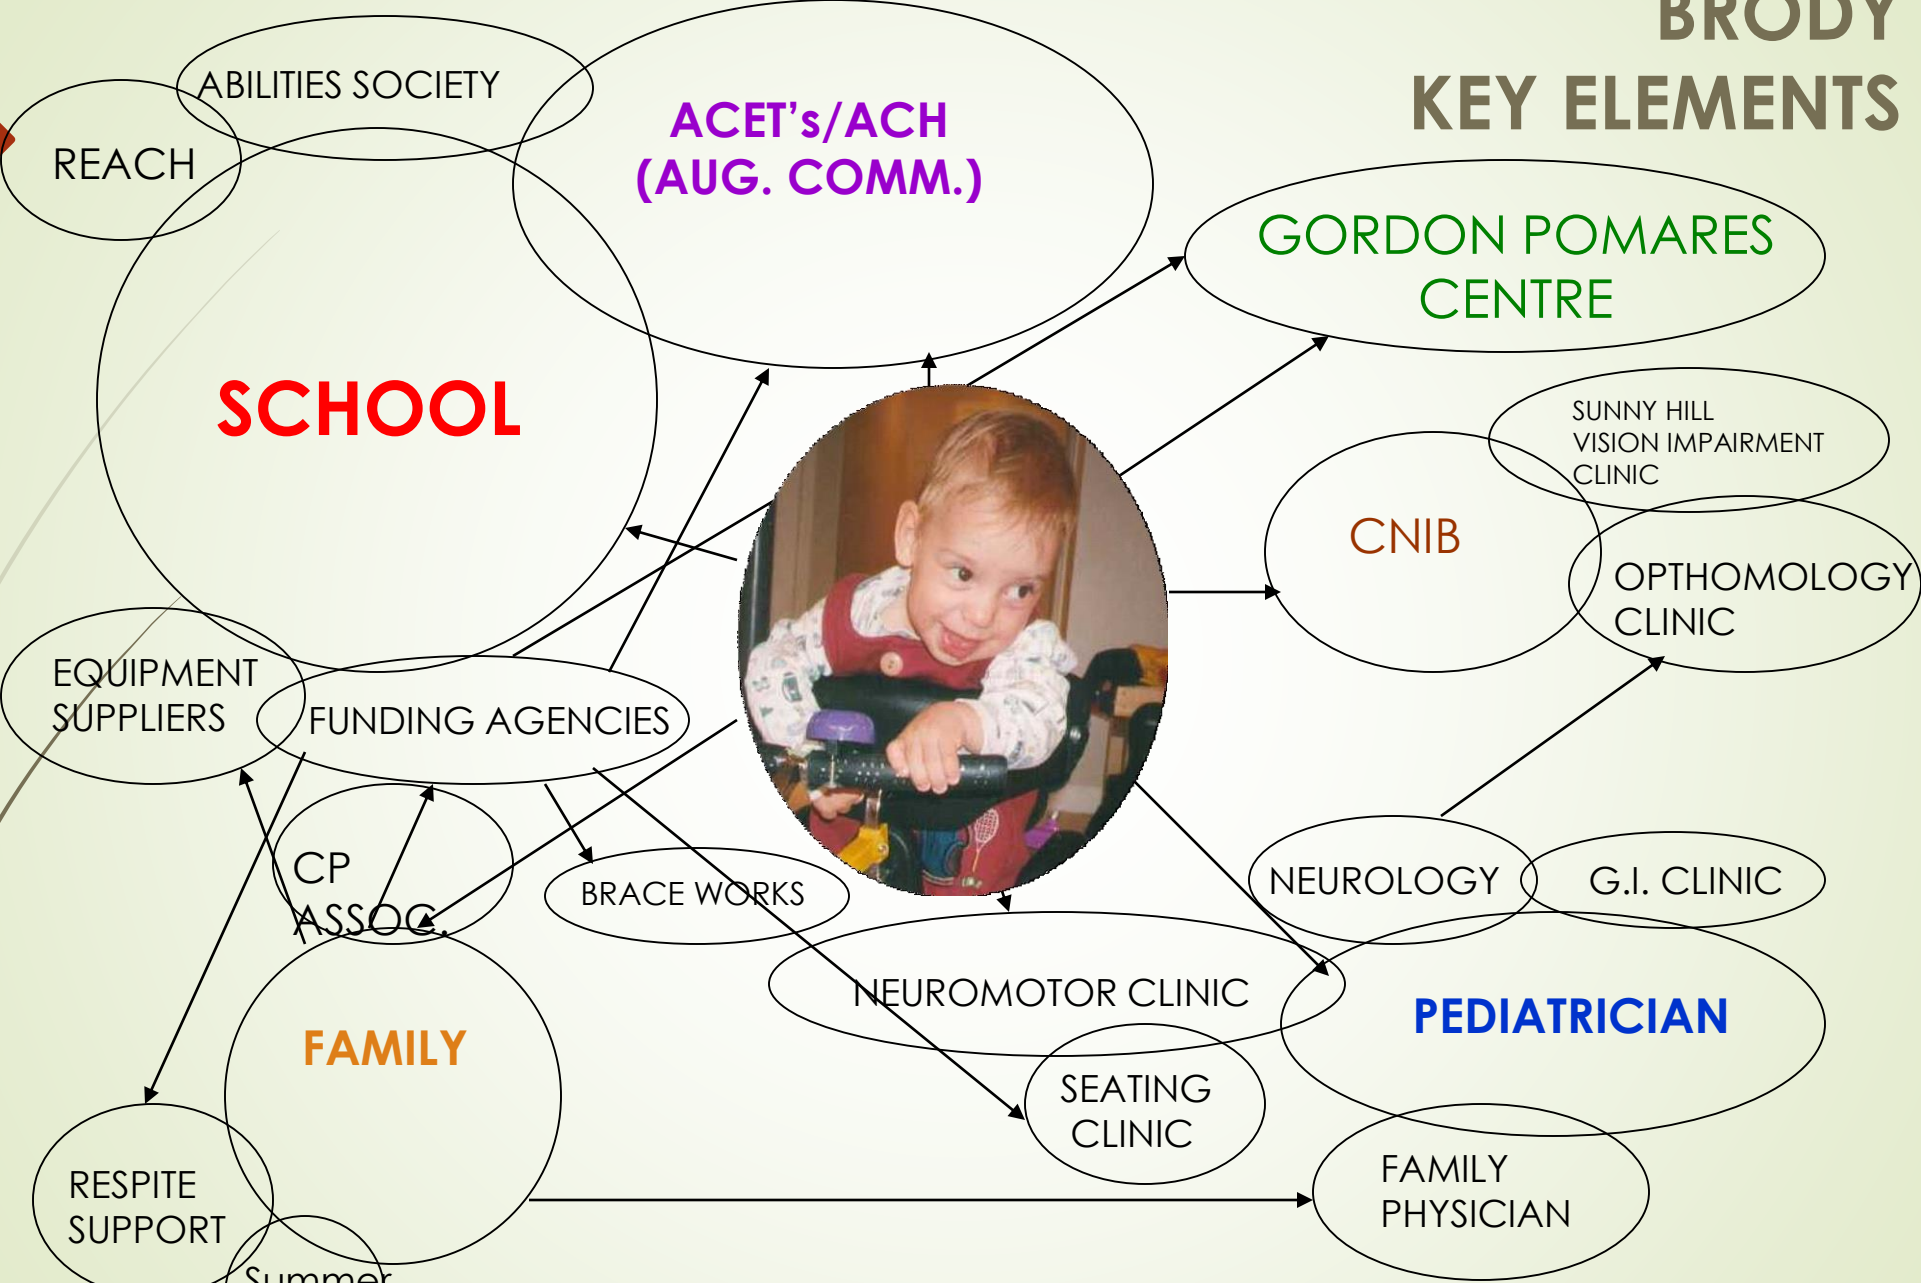 BRODY
KEY ELEMENTS
ABILITIES SOCIETY
REACH
ACET's/ACH
(AUG. COMM.)
GORDON POMARES
CENTRE
SCHOOL
SUNNY HILL
VISION IMPAIRMENT
CLINIC
CNIB
OPTHOMOLOGY
CLINIC
EQUIPMENT
SUPPLIERS
FUNDING AGENCIES
CP
ASSOC.
BRACE WORKS
NEUROLOGY
G.I. CLINIC
NEUROMOTOR CLINIC
PEDIATRICIAN
FAMILY
SEATING
CLINIC
FAMILY
PHYSICIAN
RESPITE
SUPPORT
Summer